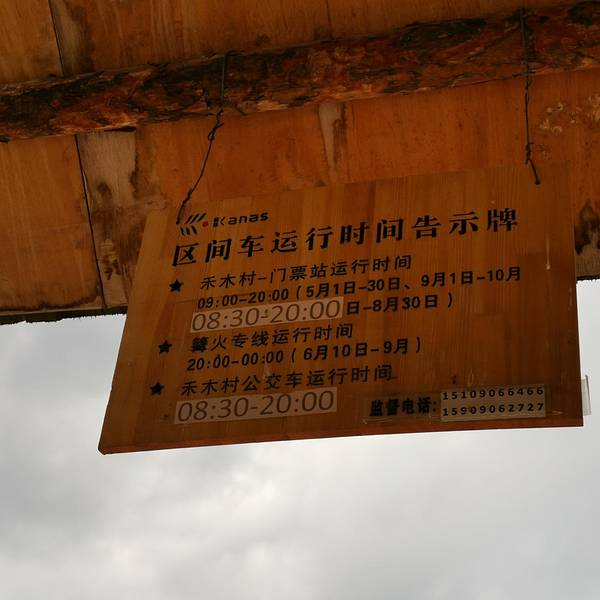 Kanas
区间车运行时间告示牌
★ 禾木村-门票站运行时间
09:00-20:00（5月1日-30日、9月1日-10月
08:30-20:00 日-8月30日）
★ 篝火专线运行时间
20:00-00:00（6月10日-9月）
★ 禾木村公交车运行时间
08:30-20:00
监督电话: 15109066466
15909062727